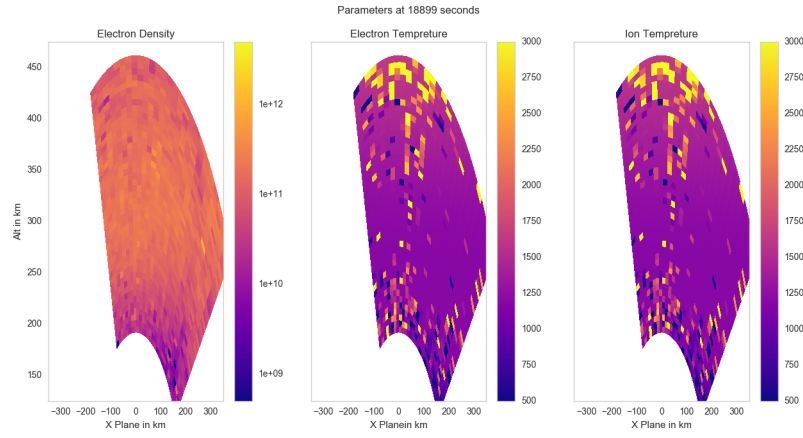 Parameters at 18899 seconds
Electron Density
Electron Tempreture
Ion Tempreture
450
400
350
300
250
200
150
Alt in km
−300 −200 −100 0 100 200 300
X Plane in km
1e+12
1e+11
1e+10
1e+09
−300 −200 −100 0 100 200 300
X Planein km
3000
2750
2500
2250
2000
1750
1500
1250
1000
750
500
−300 −200 −100 0 100 200 300
X Plane in km
3000
2750
2500
2250
2000
1750
1500
1250
1000
750
500